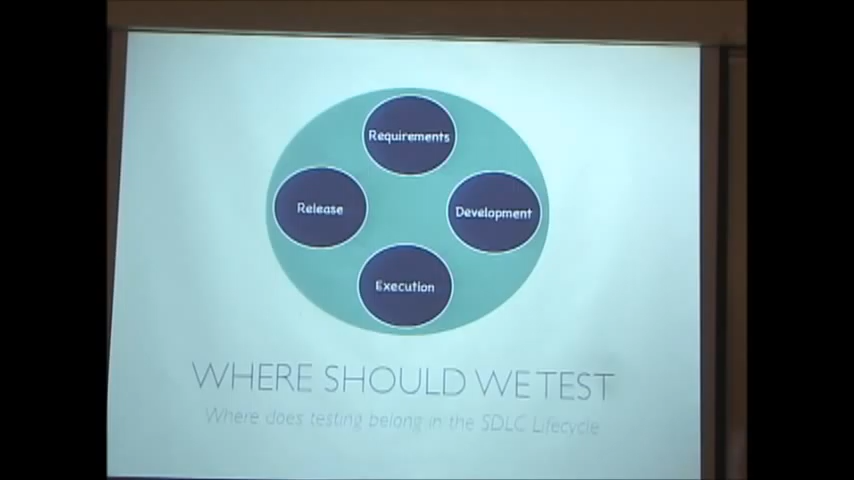 Requirements
Release
Development
Execution
WHERE SHOULD WE TEST
Where does testing belong in the SDLC Lifecycle